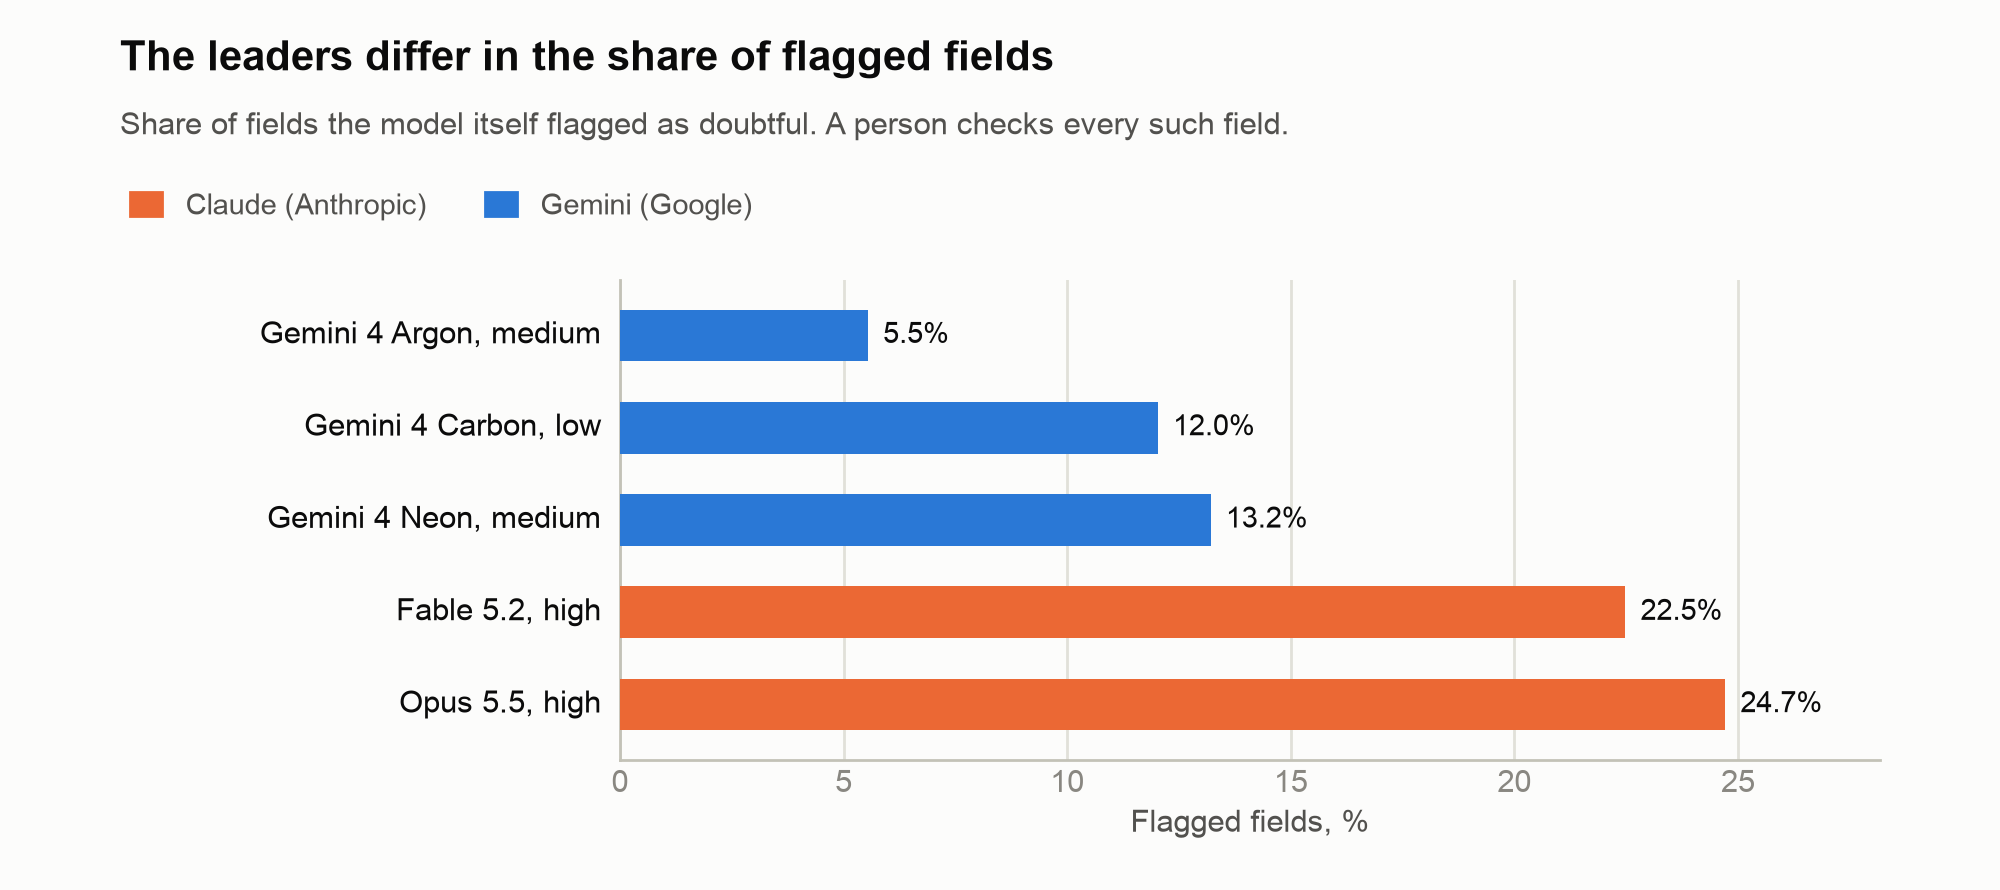 The leaders differ in the share of flagged fields
Share of fields the model itself flagged as doubtful. A person checks every such field.
Claude (Anthropic) Gemini (Google)
Gemini 4 Argon, medium 5.5%
Gemini 4 Carbon, low 12.0%
Gemini 4 Neon, medium 13.2%
Fable 5.2, high 22.5%
Opus 5.5, high 24.7%
0 5 10 15 20 25
Flagged fields, %